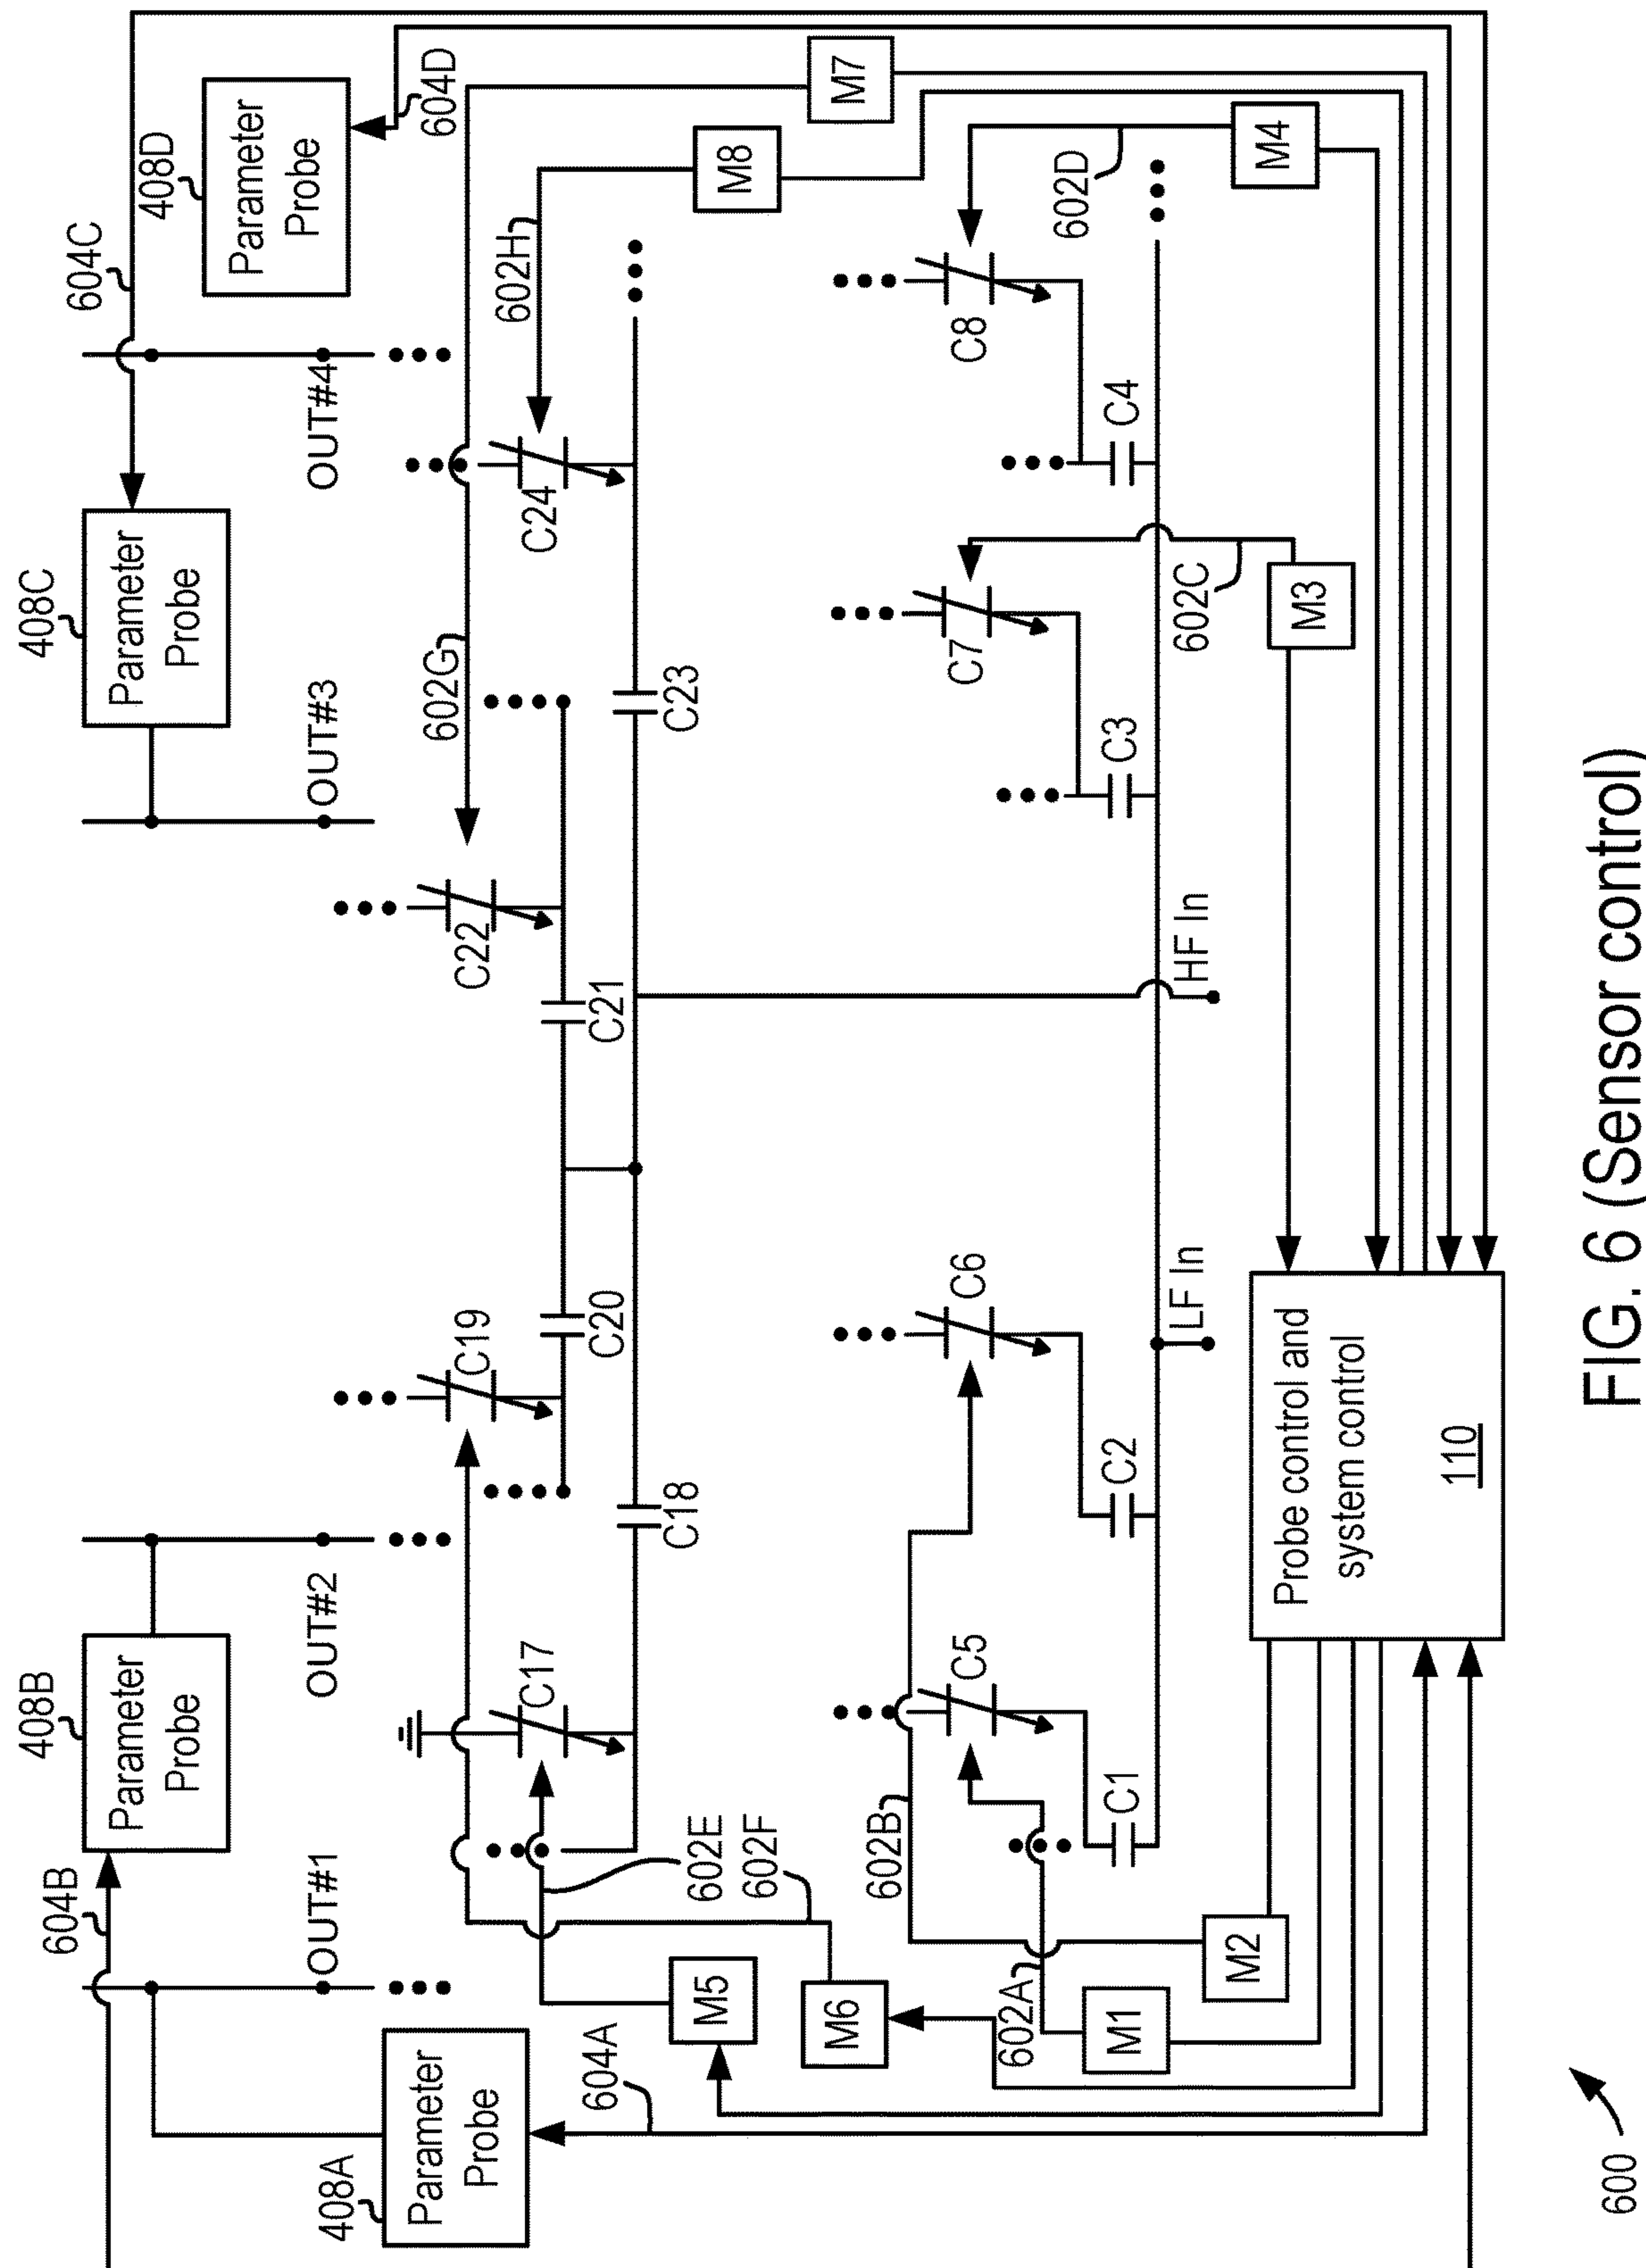 604C
408D
Parameter
Probe
604D
408C
Parameter
Probe
OUT#3
OUT#4
M7
M8
602H
602G
C24
C23
C22
C21
602D
M4
C8
C4
C7
C3
602C
M3
HF In
408B
Parameter
Probe
604B
OUT#2
OUT#1
408A
Parameter
Probe
604A
C19
C20
C17
C18
602E
602F
M5
M6
C6
C2
C5
C1
602B
602A
M2
M1
LF In
Probe control and
system control
110
600
FIG. 6 (Sensor control)